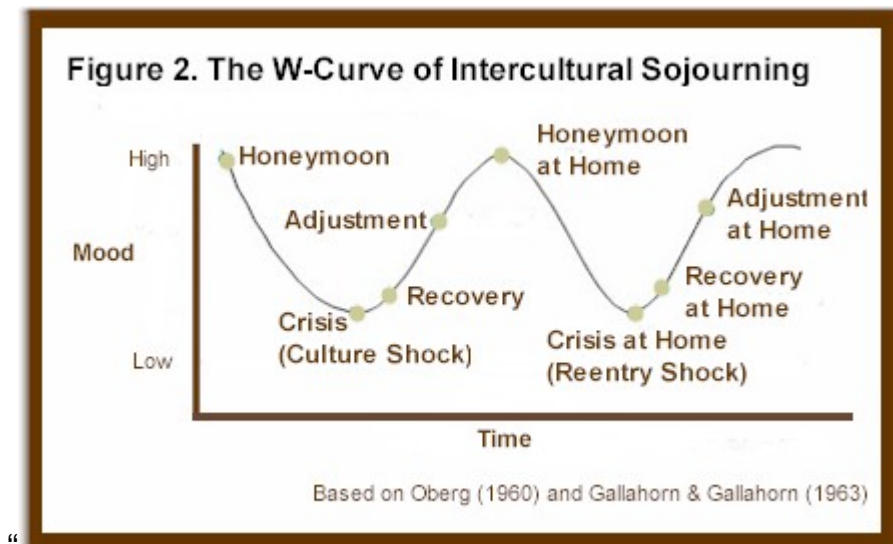 Figure 2. The W-Curve of Intercultural Sojourning
High
Honeymoon
Honeymoon
at Home
Adjustment
Adjustment
at Home
Mood
Recovery
Recovery
at Home
Crisis
(Culture Shock)
Crisis at Home
(Reentry Shock)
Low
Time
Based on Oberg (1960) and Gallahorn & Gallahorn (1963)
“